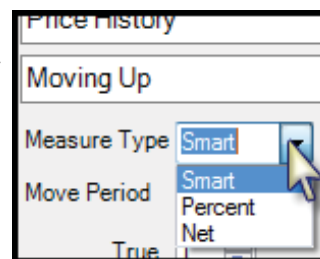 Price History
Moving Up
Measure Type Smart
Smart
Move Period
Percent
Net
True